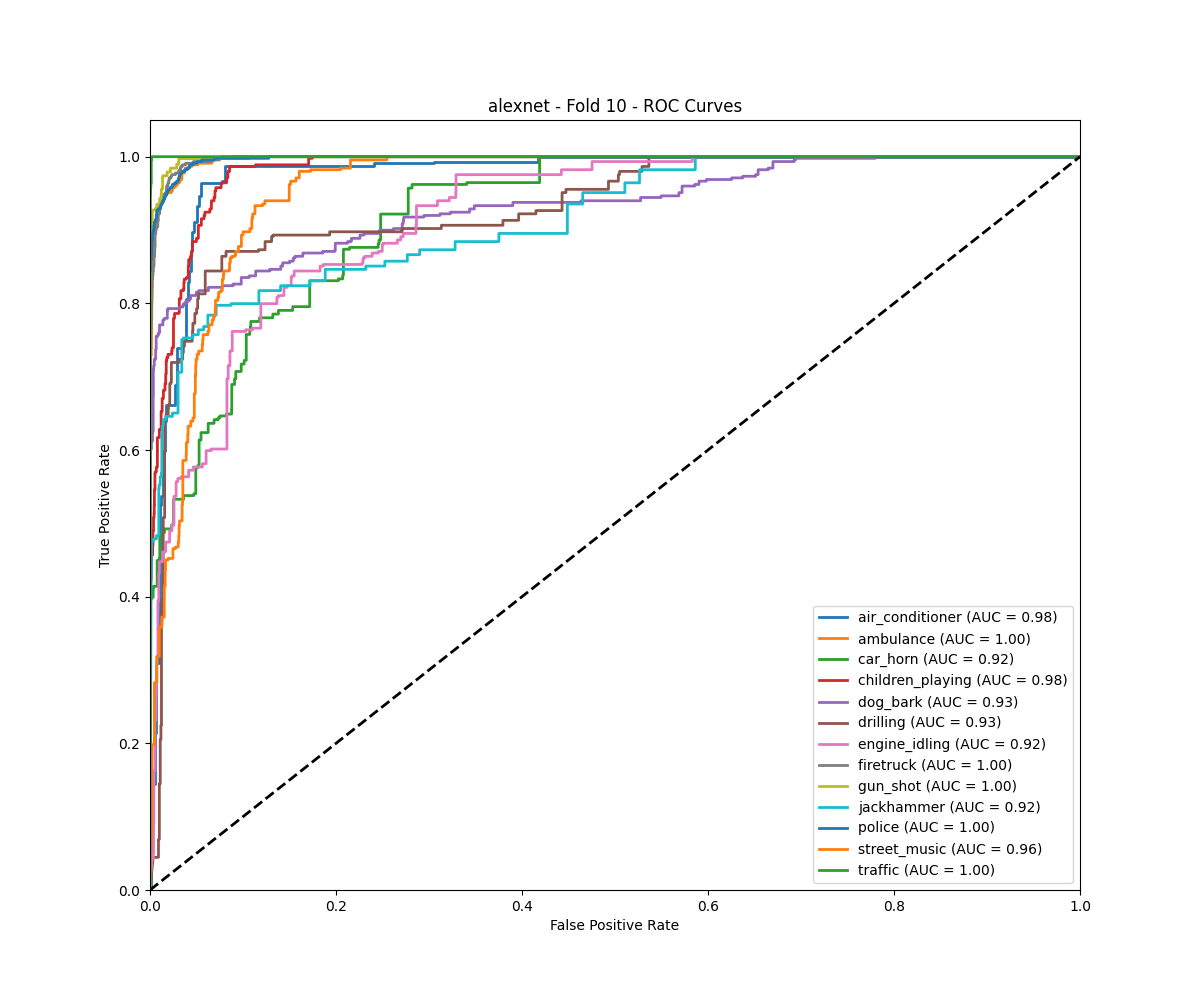 alexnet - Fold 10 - ROC Curves
True Positive Rate
1.0
0.8
0.6
0.4
0.2
0.0
0.0 0.2 0.4 0.6 0.8 1.0
False Positive Rate
air_conditioner (AUC = 0.98)
ambulance (AUC = 1.00)
car_horn (AUC = 0.92)
children_playing (AUC = 0.98)
dog_bark (AUC = 0.93)
drilling (AUC = 0.93)
engine_idling (AUC = 0.92)
firetruck (AUC = 1.00)
gun_shot (AUC = 1.00)
jackhammer (AUC = 0.92)
police (AUC = 1.00)
street_music (AUC = 0.96)
traffic (AUC = 1.00)